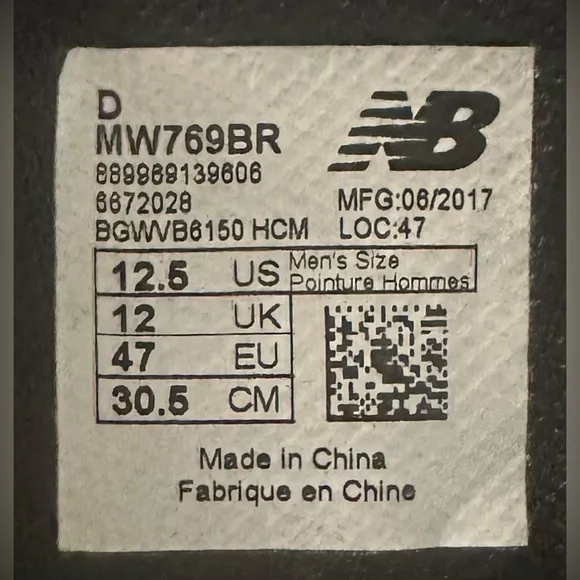 D
MW769BR
NB
889969139606
6672028
MFG:06/2017
BGWVB6150 HCM LOC:47
12.5 US Men's Size
Pointure Hommes
12 UK
47 EU
30.5 CM
Made in China
Fabrique en Chine